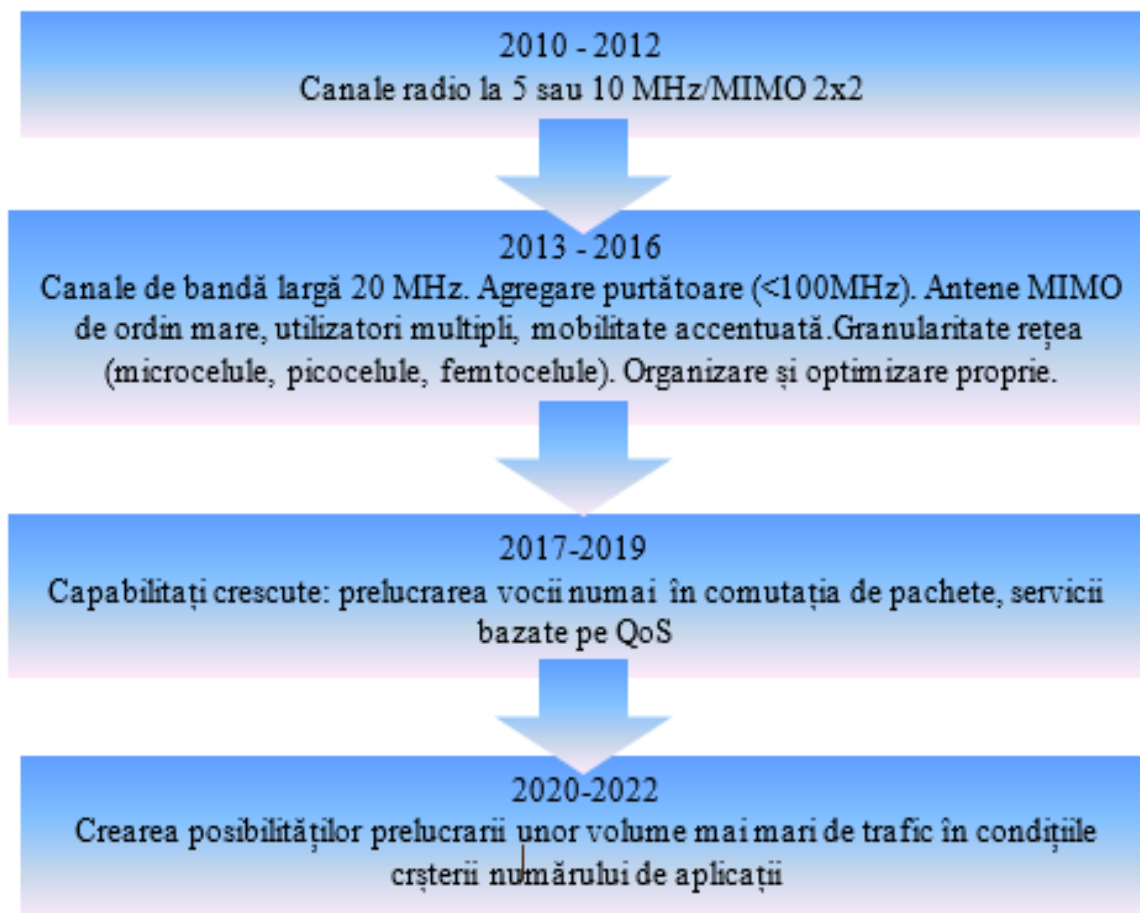 2010 - 2012
Canale radio la 5 sau 10 MHz/MIMO 2x2
2013 - 2016
Canale de bandă largă 20 MHz. Agregare purtătoare (<100MHz). Antene MIMO
de ordin mare, utilizatori multipli, mobilitate accentuată.Granularitate rețea
(microcelule, picocelule, femtocelule). Organizare și optimizare proprie.
2017-2019
Capabilitați crescute: prelucrarea vocii numai în comutația de pachete, servicii
bazate pe QoS
2020-2022
Crearea posibilităților prelucrarii unor volume mai mari de trafic în condițiile
crșterii numărului de aplicații